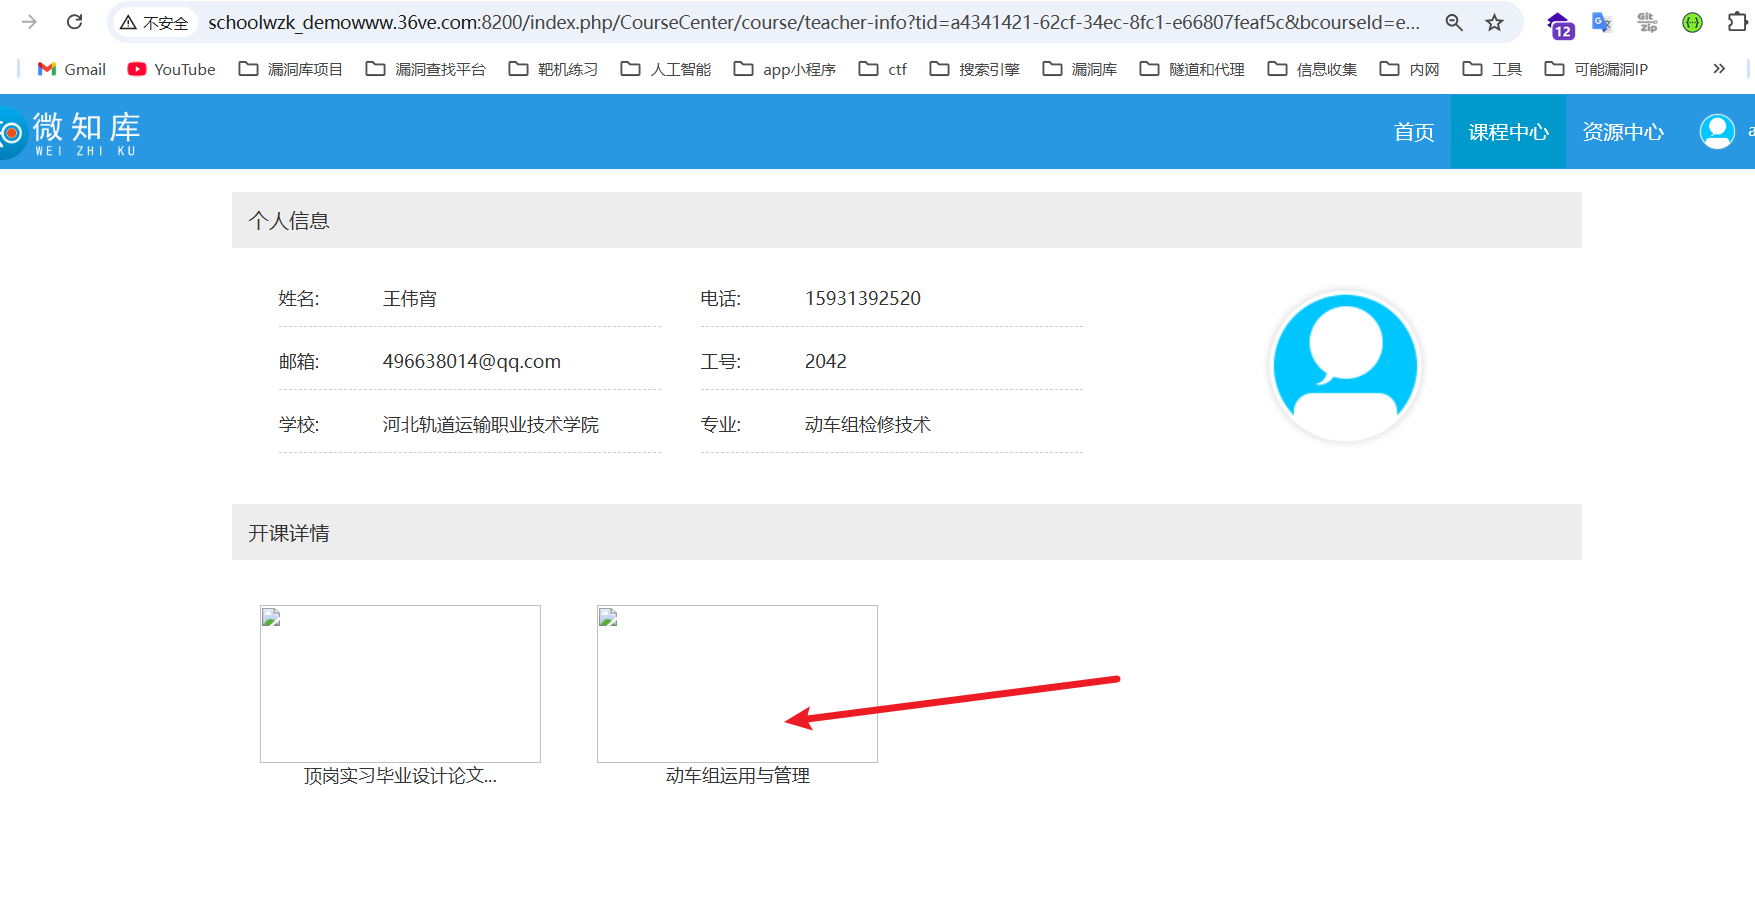 不安全 schoolwzk_demowww.36ve.com:8200/index.php/CourseCenter/course/teacher-info?tid=a4341421-62cf-34ec-8fc1-e66807feaf5c&bcourseId=e... 12 Git Zip
Gmail YouTube 漏洞库项目 漏洞查找平台 靶机练习 人工智能 app小程序 ctf 搜索引擎 漏洞库 隧道和代理 信息收集 内网 工具 可能漏洞IP »
微知库 首页 课程中心 资源中心 a
WEI ZHI KU
个人信息
姓名: 王伟宵 电话: 15931392520
邮箱: 496638014@qq.com 工号: 2042
学校: 河北轨道运输职业技术学院 专业: 动车组检修技术
开课详情
顶岗实习毕业设计论文... 动车组运用与管理